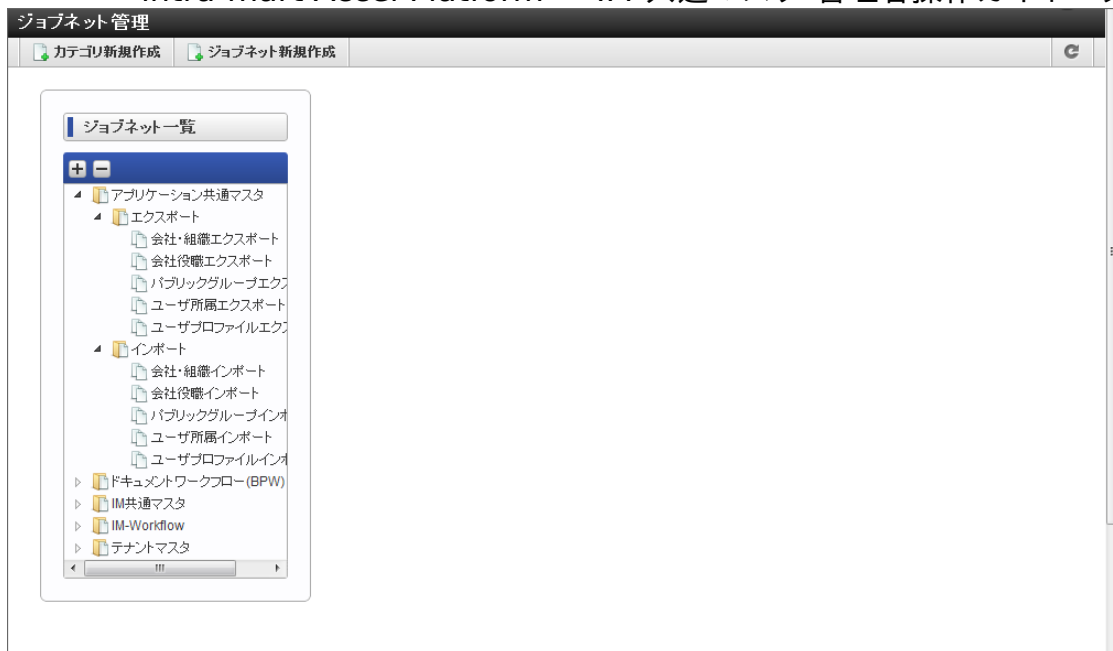 ジョブネット管理
カテゴリ新規作成 ジョブネット新規作成
ジョブネット一覧
アプリケーション共通マスタ
エクスポート
会社・組織エクスポート
会社役職エクスポート
パブリックグループエクス
ユーザ所属エクスポート
ユーザプロファイルエクス
インポート
会社・組織インポート
会社役職インポート
パブリックグループインポ
ユーザ所属インポート
ユーザプロファイルインポ
ドキュメントワークフロー(BPW)
IM共通マスタ
IM-Workflow
テナントマスタ